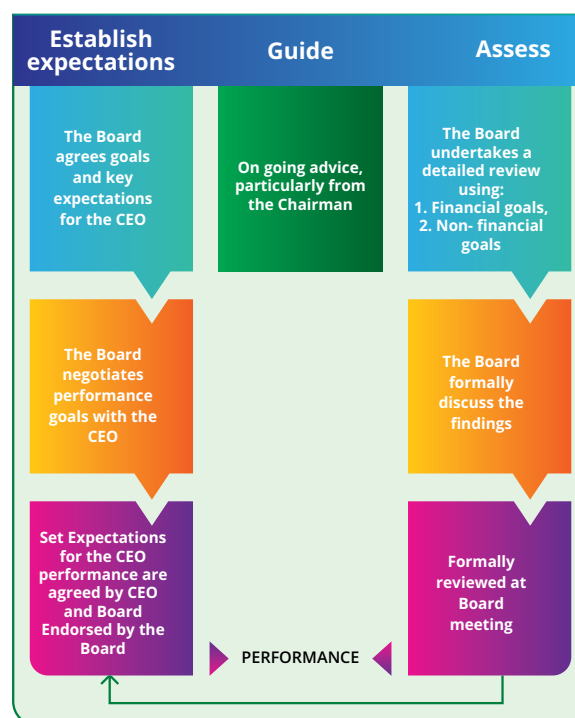 Establish
expectations
Guide
Assess
The Board
agrees goals
and key
expectations
for the CEO
On going advice,
particularly from
the Chairman
The Board
undertakes a
detailed review
using:
1. Financial goals,
2. Non- financial
goals
The Board
negotiates
performance
goals with the
CEO
The Board
formally
discuss the
findings
Set Expectations
for the CEO
performance are
agreed by CEO
and Board
Endorsed by the
Board
PERFORMANCE
Formally
reviewed at
Board
meeting